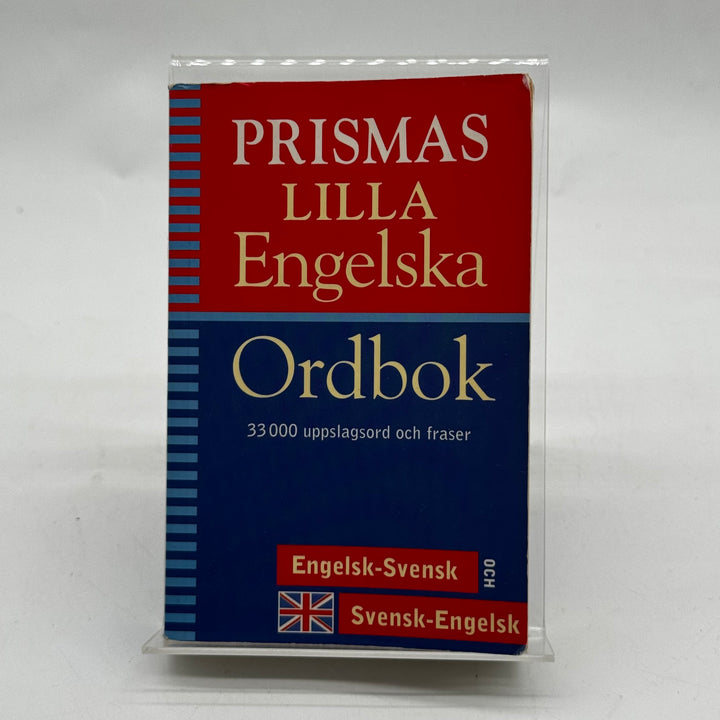 PRISMAS
LILLA
Engelska
Ordbok
33 000 uppslagsord och fraser
Engelsk-Svensk
OCH
Svensk-Engelsk